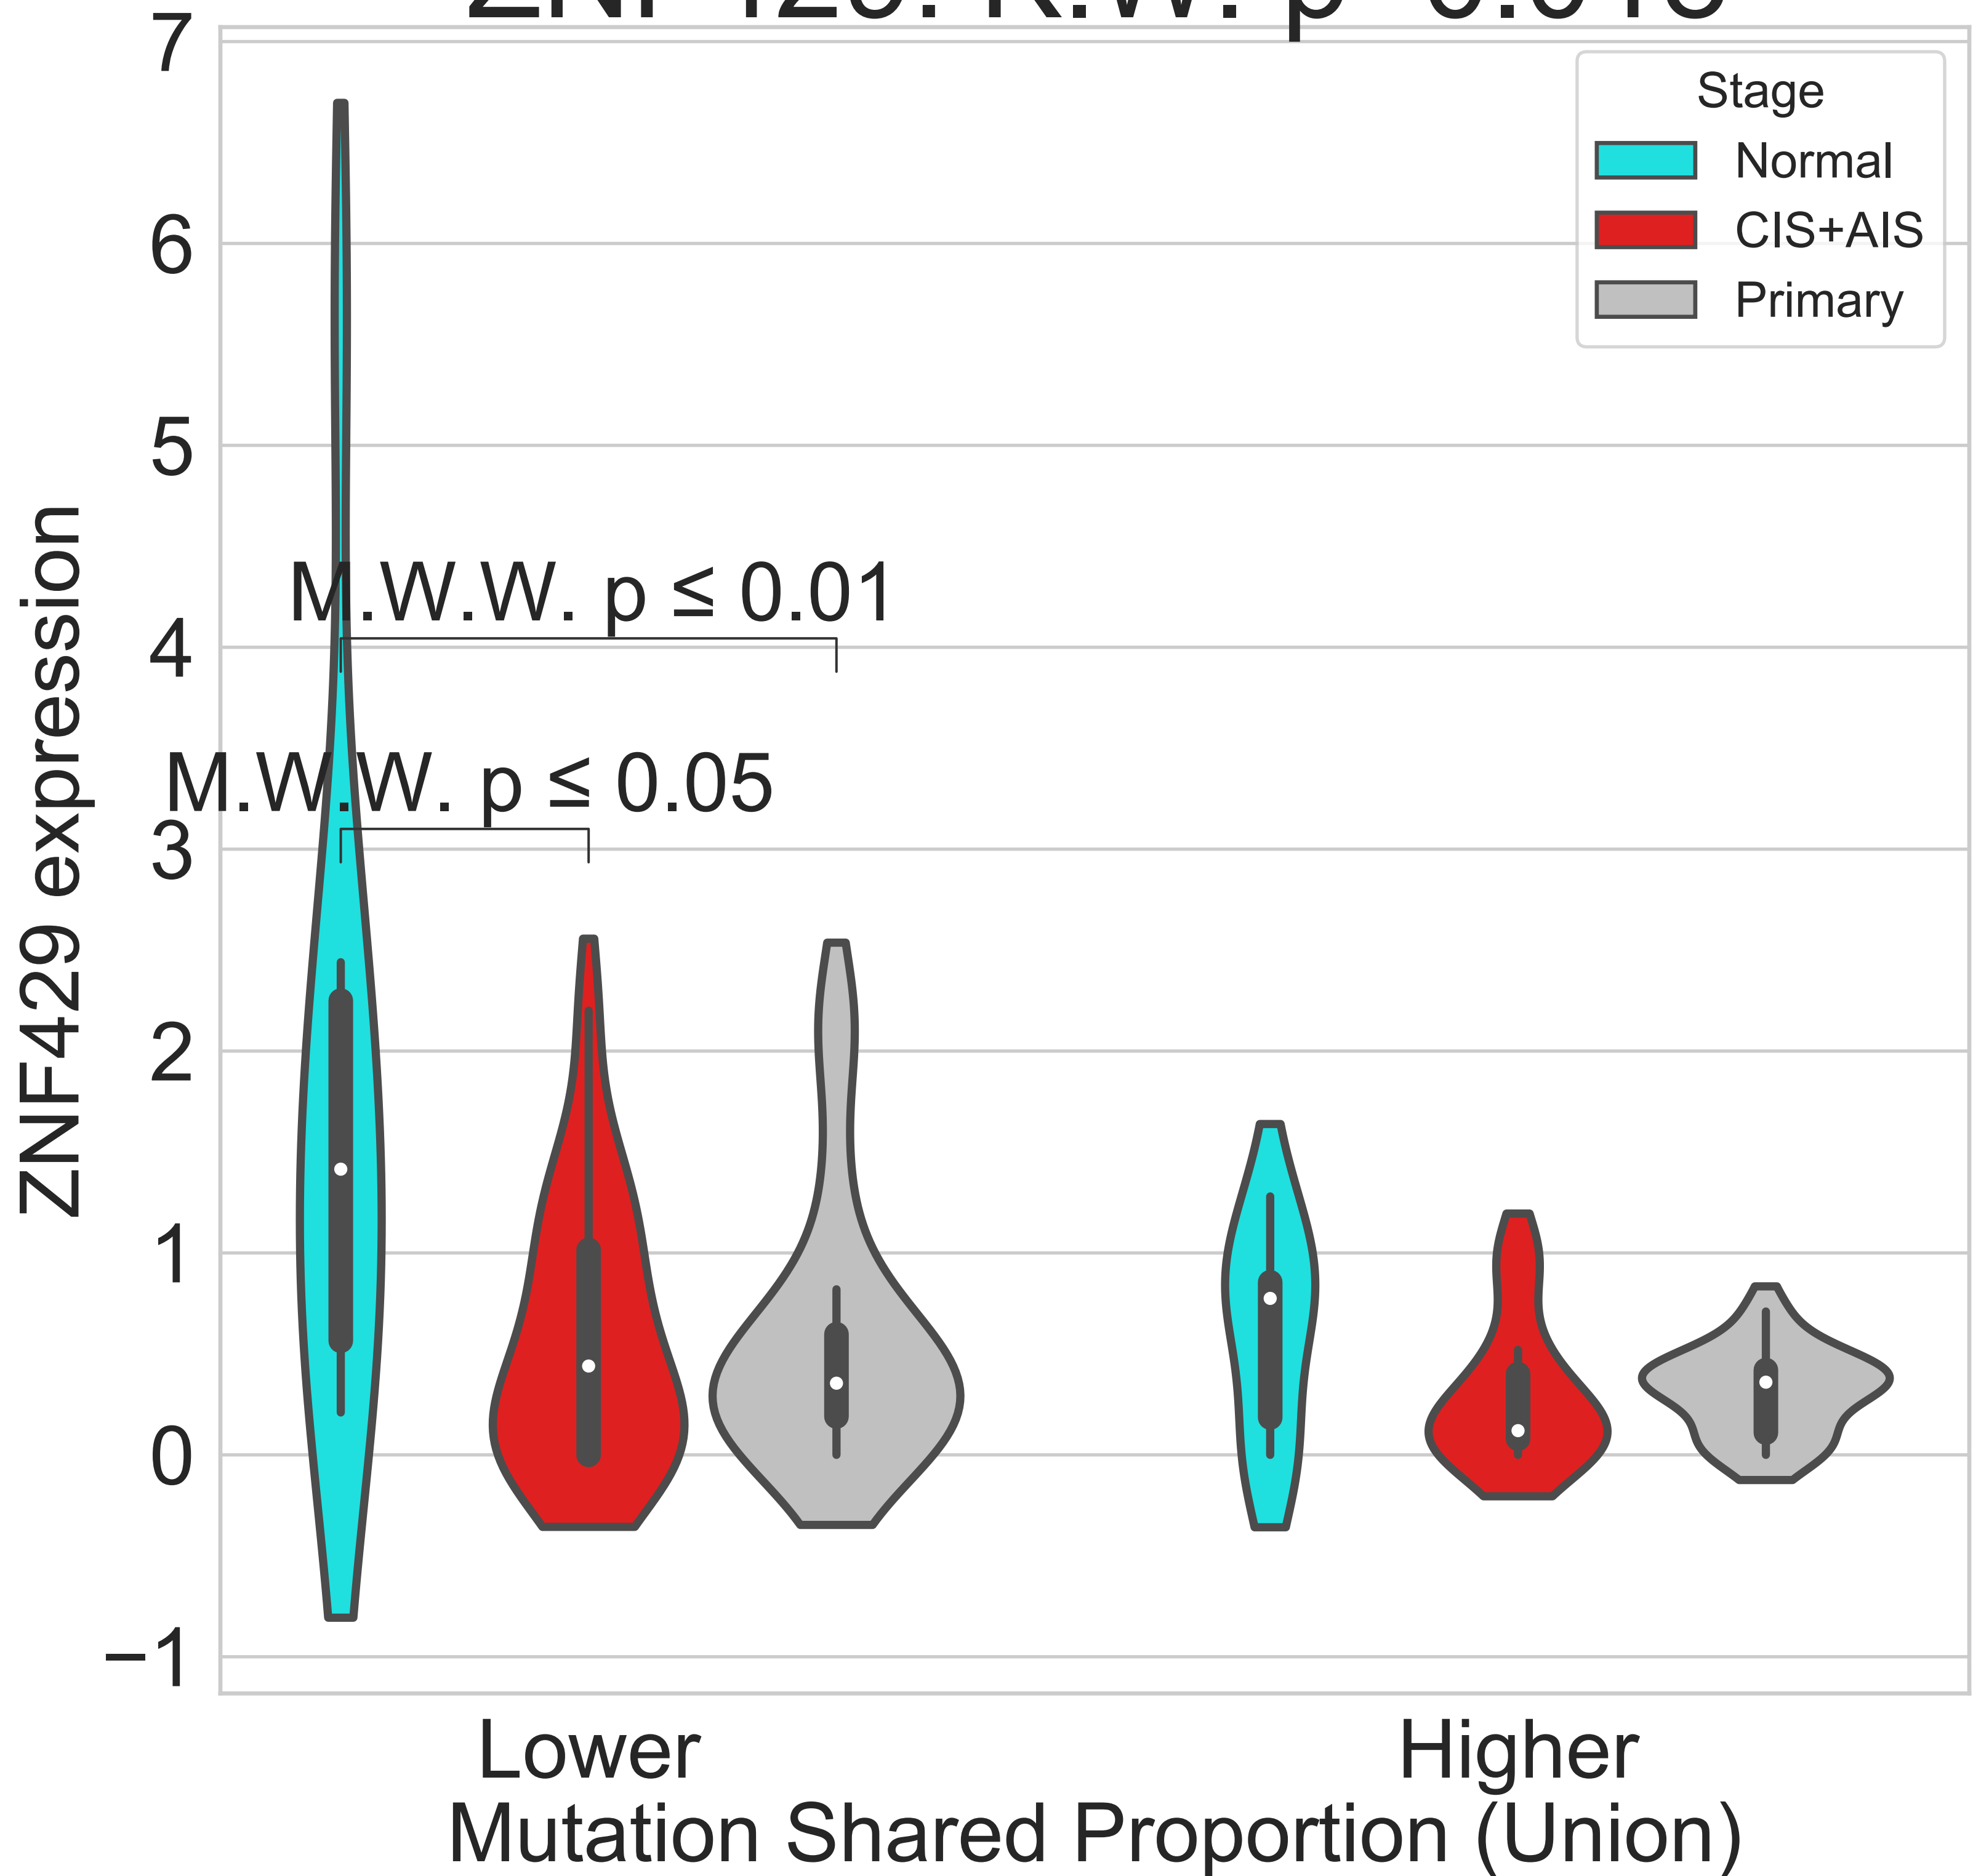 7
6
5
4
3
2
1
0
−1
ZNF429 expression
Stage
Normal
CIS+AIS
Primary
M.W.W. p ≤ 0.01
M.W.W. p ≤ 0.05
Lower
Higher
Mutation Shared Proportion (Union)